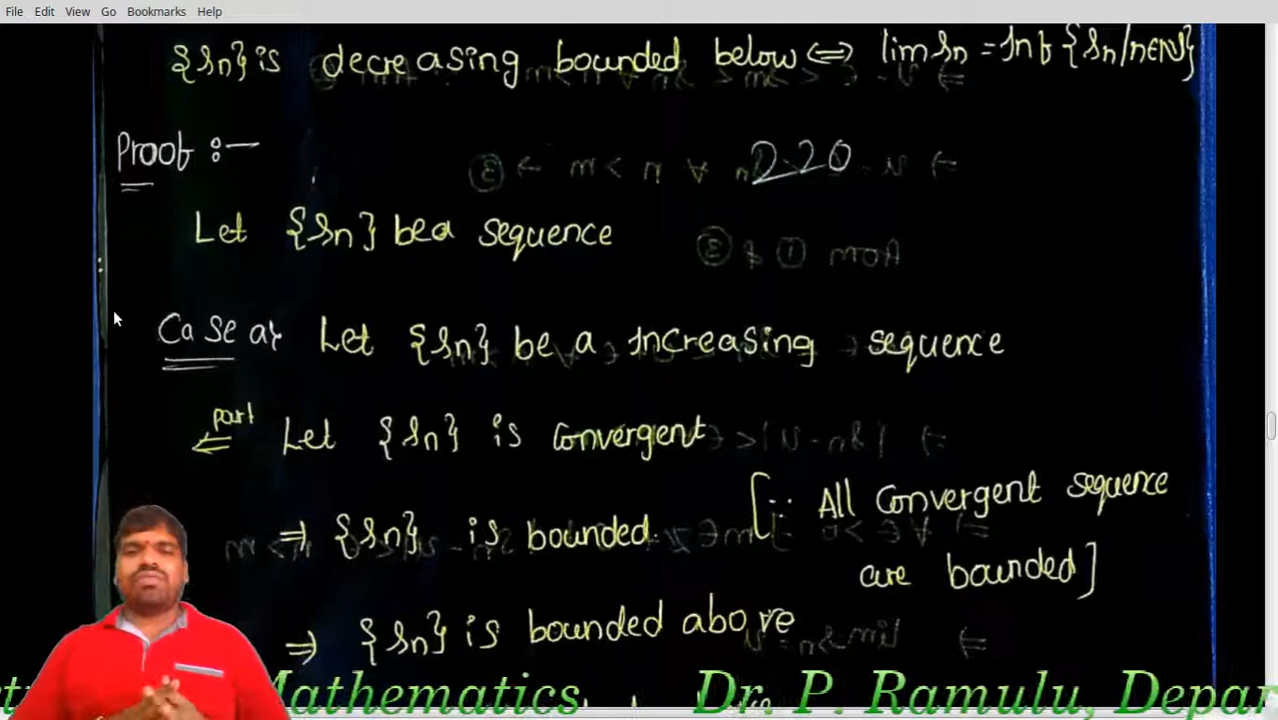 File Edit View Go Bookmarks Help
{Sn} is decreasing bounded below ⇔ lim Sn = Inf {Sn/n∈N}
Proof :—
2.20
Let {Sn} be a sequence
Case a} Let {Sn} be a increasing sequence
⇐ part Let {Sn} is convergent
[∵ All Convergent sequence
⇒ {Sn} is bounded
are bounded]
⇒ {Sn} is bounded above
Mathematics Dr. P. Ramulu, Depar